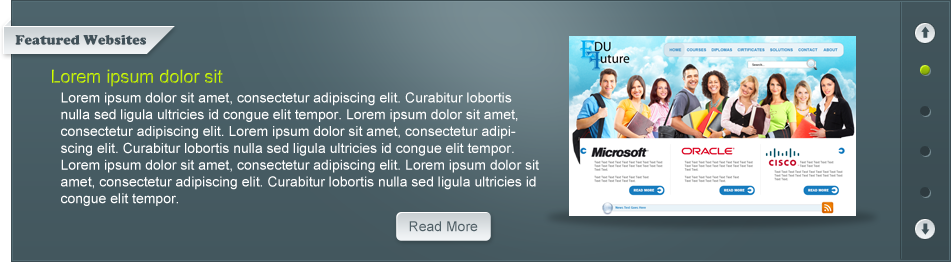 Featured Websites
Lorem ipsum dolor sit
Lorem ipsum dolor sit amet, consectetur adipiscing elit. Curabitur lobortis
nulla sed ligula ultricies id congue elit tempor. Lorem ipsum dolor sit amet,
consectetur adipiscing elit. Lorem ipsum dolor sit amet, consectetur adipi-
scing elit. Curabitur lobortis nulla sed ligula ultricies id congue elit tempor.
Lorem ipsum dolor sit amet, consectetur adipiscing elit. Lorem ipsum dolor sit
amet, consectetur adipiscing elit. Curabitur lobortis nulla sed ligula ultricies id
congue elit tempor.
Read More
EDU
Future
HOME COURSES DIPLOMAS CIRTIFICATES SOLUTIONS CONTACT ABOUT
Search..
Microsoft
ORACLE
CISCO
READ MORE
READ MORE
READ MORE